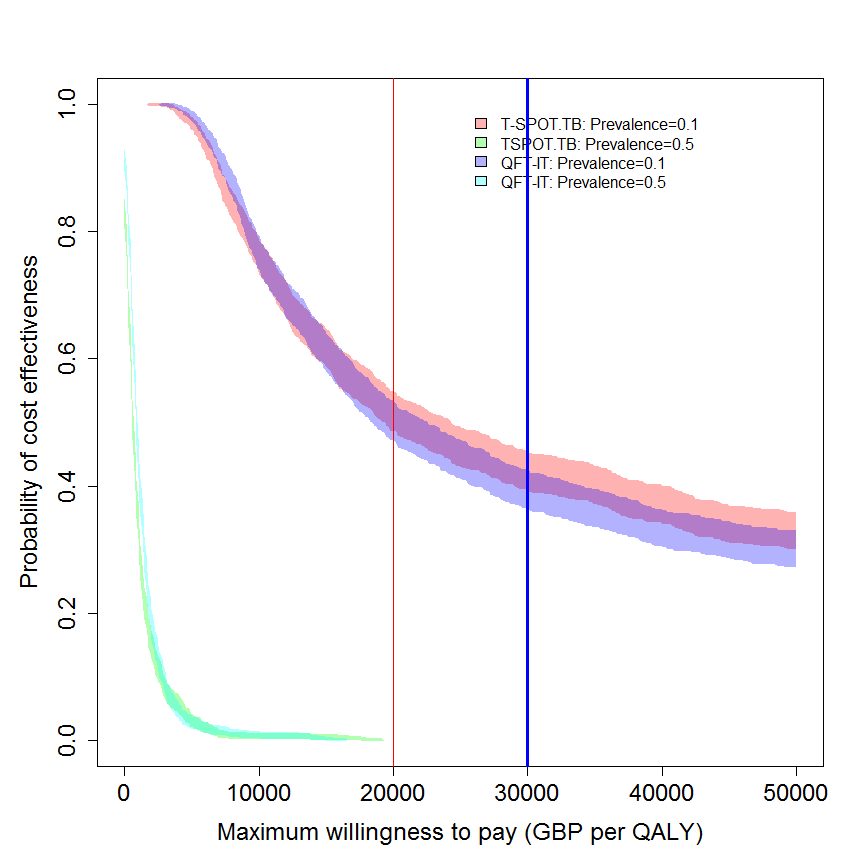 1.0
0.8
0.6
0.4
0.2
0.0
Probability of cost effectiveness
T-SPOT.TB: Prevalence=0.1
TSPOT.TB: Prevalence=0.5
QFT-IT: Prevalence=0.1
QFT-IT: Prevalence=0.5
0 10000 20000 30000 40000 50000
Maximum willingness to pay (GBP per QALY)